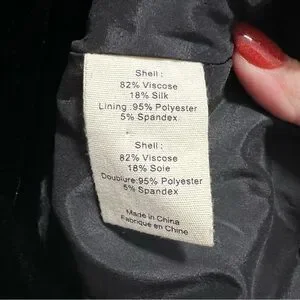 Shell :
82% Viscose
18% Silk
Lining :95% Polyester
5% Spandex
Shell :
82% Viscose
18% Soie
Doublure:95% Polyester
5% Spandex
Made in China
Fabrique en Chine